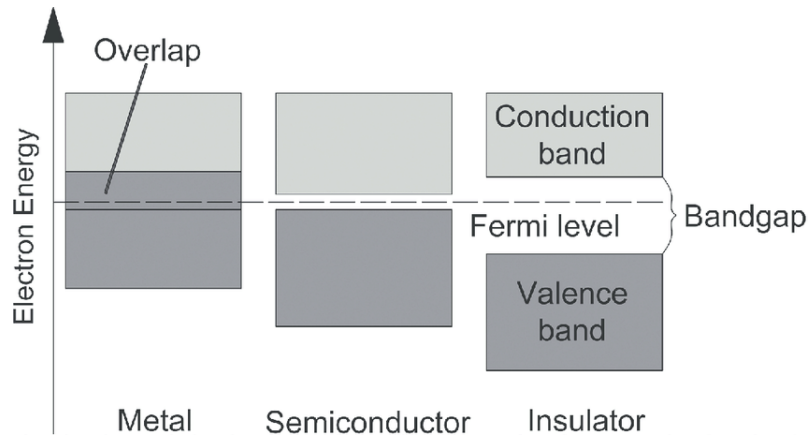 Overlap
Electron Energy
Conduction
band
Fermi level
Bandgap
Valence
band
Metal
Semiconductor
Insulator